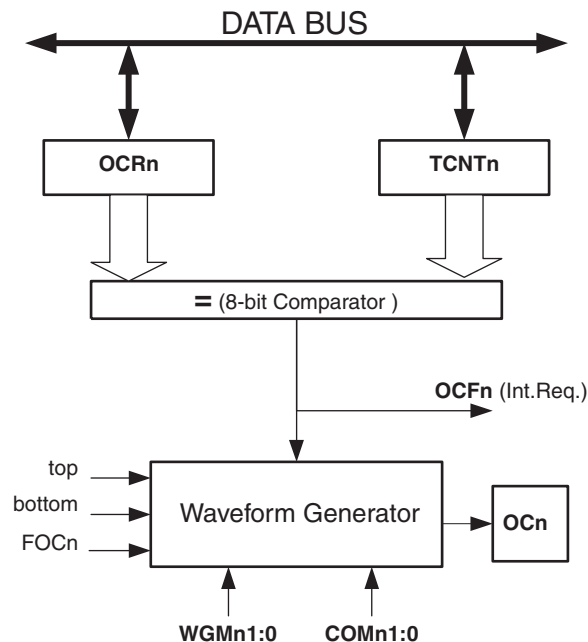 DATA BUS
OCRn
TCNTn
= (8-bit Comparator )
OCFn (Int.Req.)
top
bottom
FOCn
Waveform Generator
OCn
WGMn1:0
COMn1:0